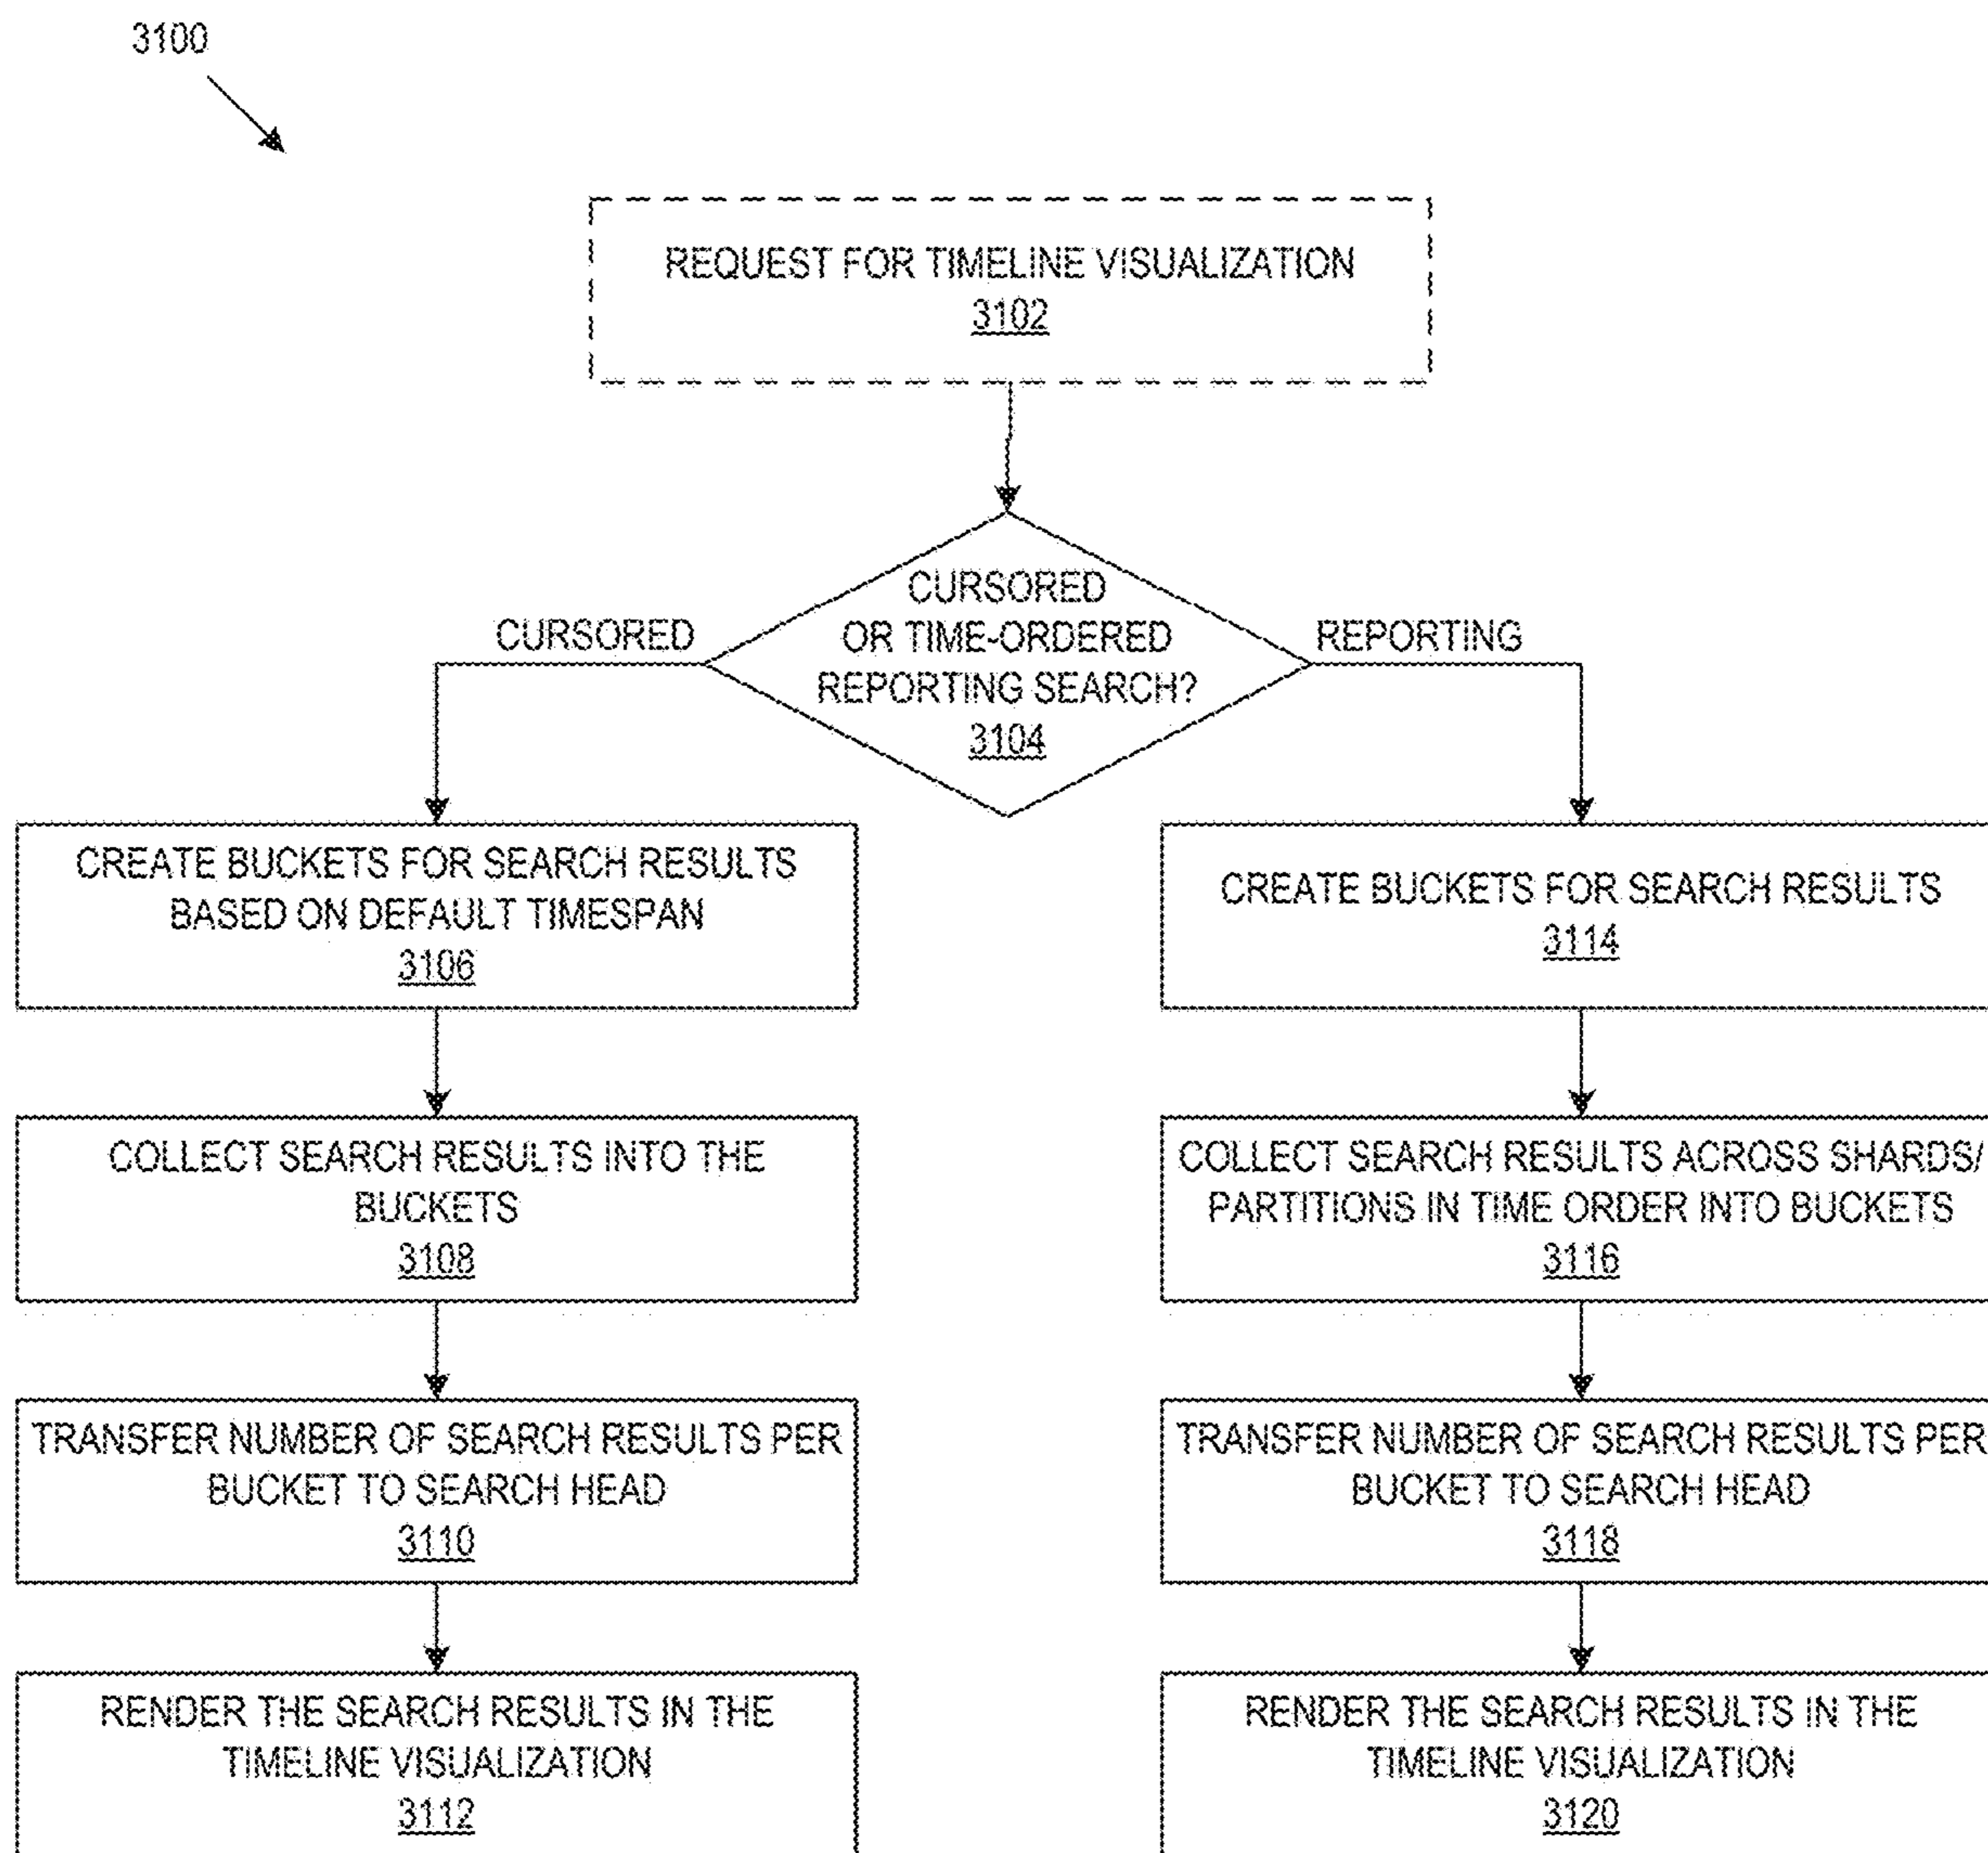 3100
REQUEST FOR TIMELINE VISUALIZATION
3102
CURSORED
OR TIME-ORDERED
REPORTING SEARCH?
3104
CURSORED
REPORTING
CREATE BUCKETS FOR SEARCH RESULTS
BASED ON DEFAULT TIMESPAN
3106
COLLECT SEARCH RESULTS INTO THE
BUCKETS
3108
TRANSFER NUMBER OF SEARCH RESULTS PER
BUCKET TO SEARCH HEAD
3110
RENDER THE SEARCH RESULTS IN THE
TIMELINE VISUALIZATION
3112
CREATE BUCKETS FOR SEARCH RESULTS
3114
COLLECT SEARCH RESULTS ACROSS SHARDS/
PARTITIONS IN TIME ORDER INTO BUCKETS
3116
TRANSFER NUMBER OF SEARCH RESULTS PER
BUCKET TO SEARCH HEAD
3118
RENDER THE SEARCH RESULTS IN THE
TIMELINE VISUALIZATION
3120